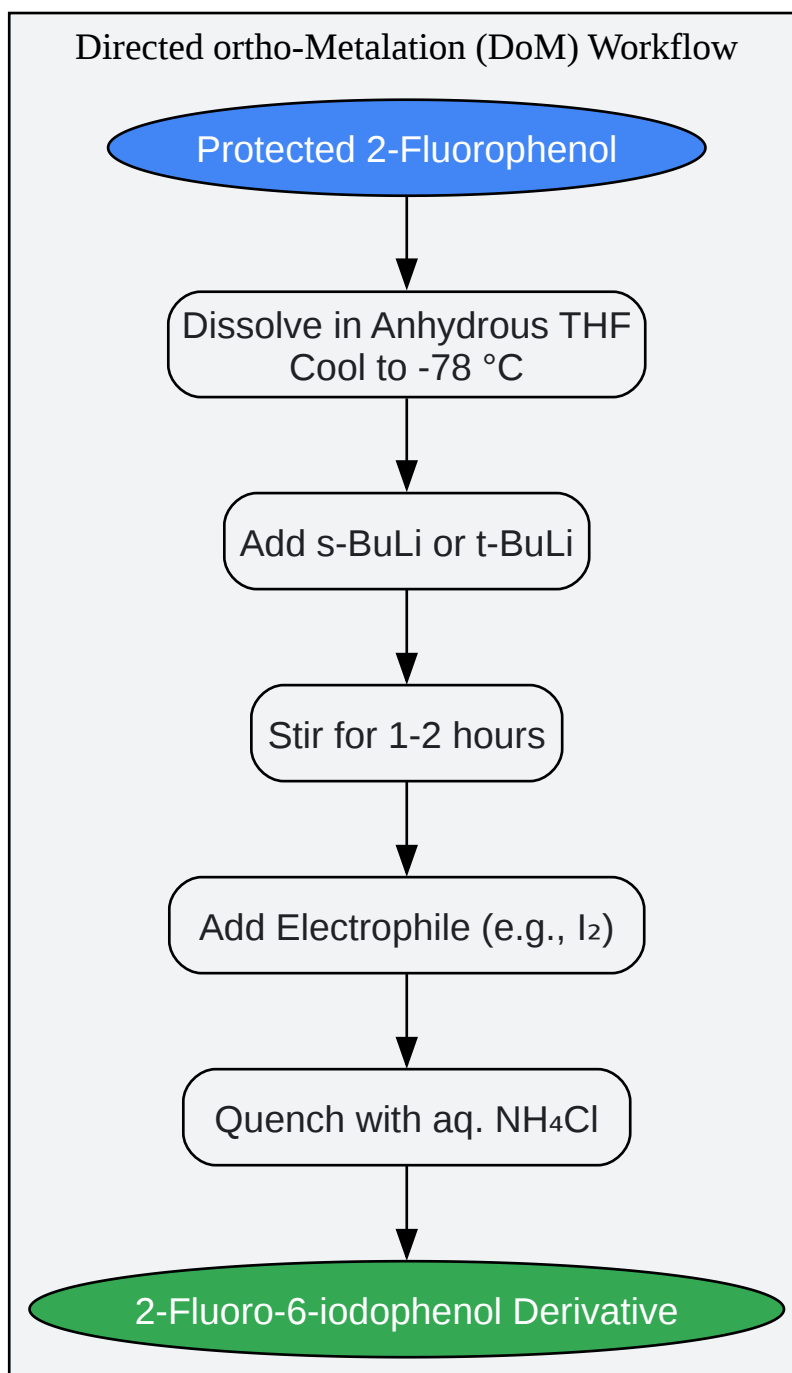 Directed ortho-Metalation (DoM) Workflow
Protected 2-Fluorophenol
Dissolve in Anhydrous THF
Cool to -78 °C
Add s-BuLi or t-BuLi
Stir for 1-2 hours
Add Electrophile (e.g., I₂)
Quench with aq. NH₄Cl
2-Fluoro-6-iodophenol Derivative